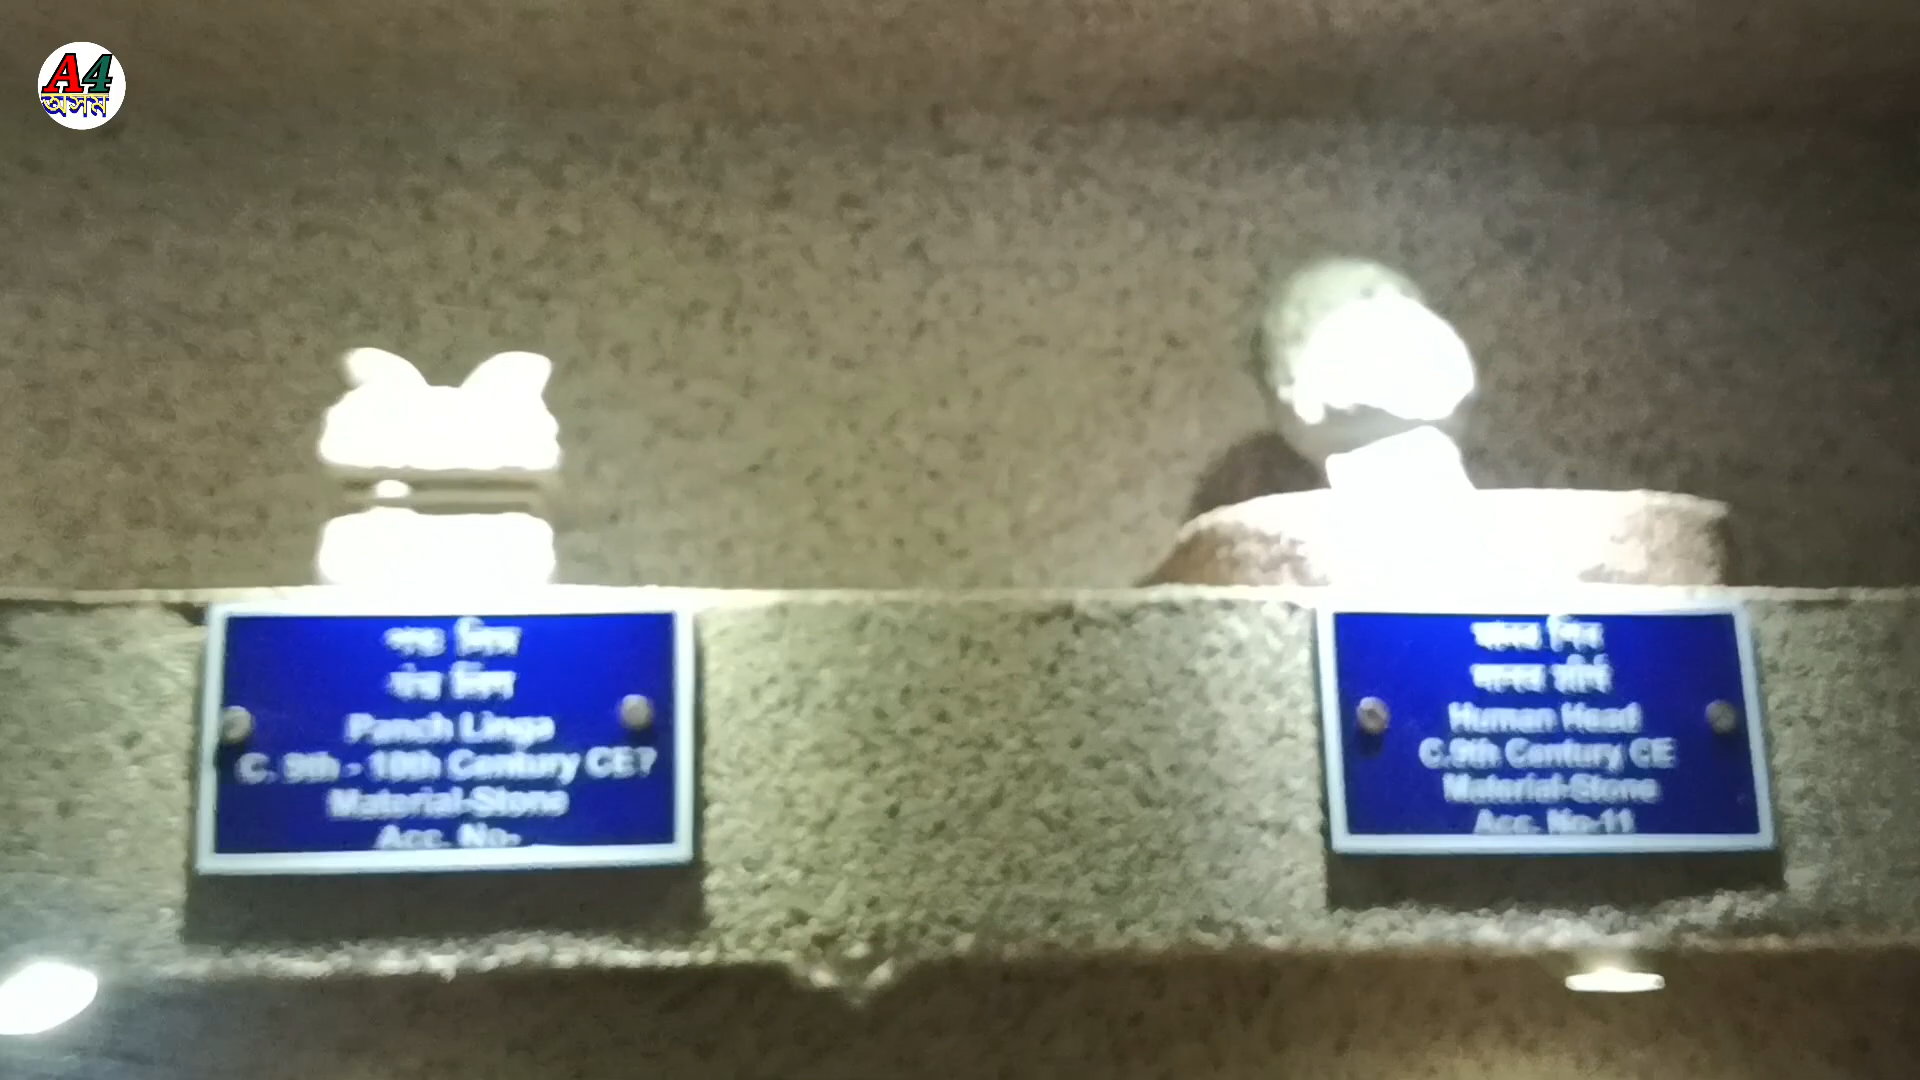 A4
অসম
Panch Linga
C. 9th - 10th Century CE?
Material-Stone
Acc. No-
मानव शीर्ष
Human Head
C.9th Century CE
Material-Stone
Acc. No-11